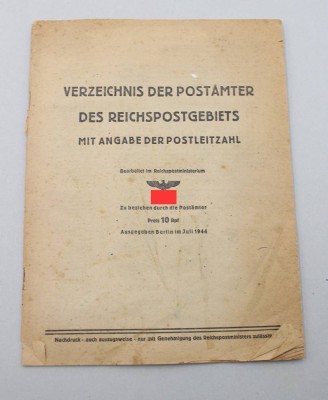 VERZEICHNIS DER POSTÄMTER
DES REICHSPOSTGEBIETS
MIT ANGABE DER POSTLEITZAHL
Bearbeitet im Reichspostministerium
Zu beziehen durch die Postämter
Preis 10 Rpf
Ausgegeben Berlin im Juli 1944
Nachdruck - auch auszugsweise - nur mit Genehmigung des Reichspostministers zulässig